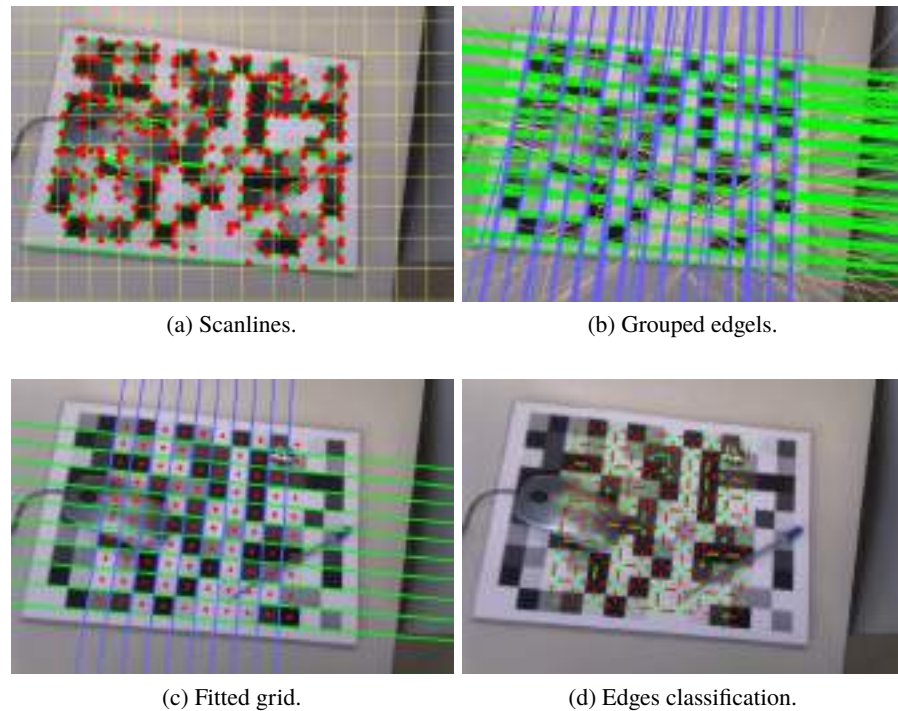 (a) Scanlines.
(b) Grouped edgels.
(c) Fitted grid.
(d) Edges classification.